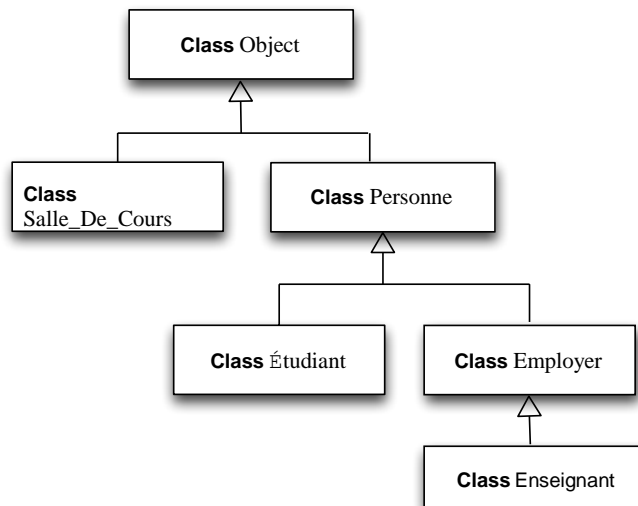 Class Object
Class
Salle_De_Cours
Class Personne
Class Étudiant
Class Employer
Class Enseignant